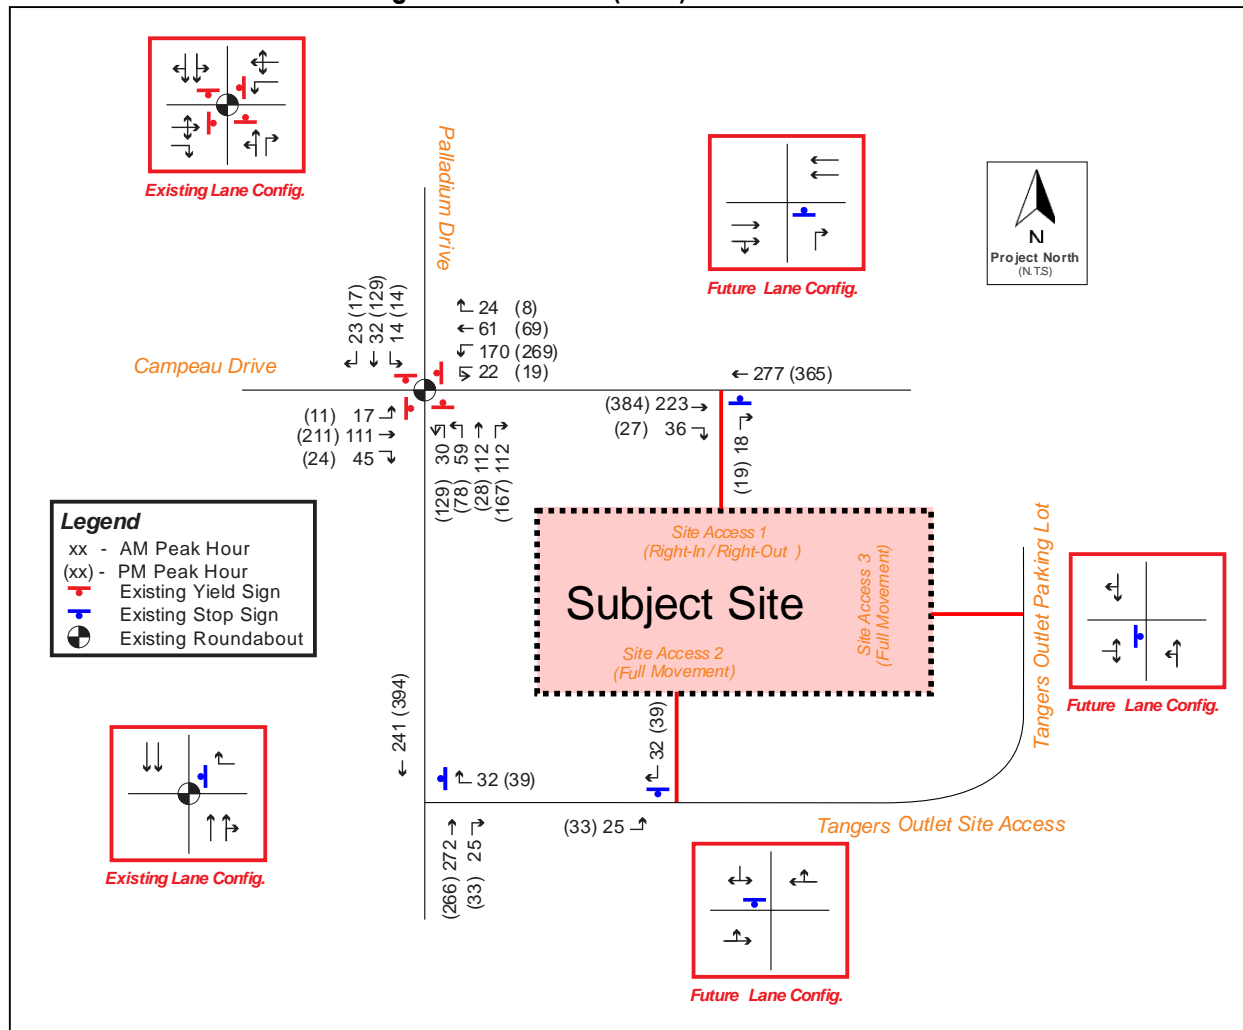 Existing Lane Config.
Palladium Drive
Future Lane Config.
N
Project North
(N.T.S)
23 (17)
32 (129)
14 (14)
24 (8)
61 (69)
170 (269)
22 (19)
Campeau Drive
277 (365)
(11) 17
(211) 111
(24) 45
(384) 223
(27) 36
(129) 30
(78) 59
(28) 112
(167) 112
(19) 18
Legend
xx - AM Peak Hour
(xx) - PM Peak Hour
Existing Yield Sign
Existing Stop Sign
Existing Roundabout
Site Access 1
(Right-In / Right-Out )
Subject Site
Site Access 3
(Full Movement)
Site Access 2
(Full Movement)
Tangers Outlet Parking Lot
Future Lane Config.
241 (394)
32 (39)
32 (39)
(33) 25
Tangers Outlet Site Access
(266) 272
(33) 25
Existing Lane Config.
Future Lane Config.